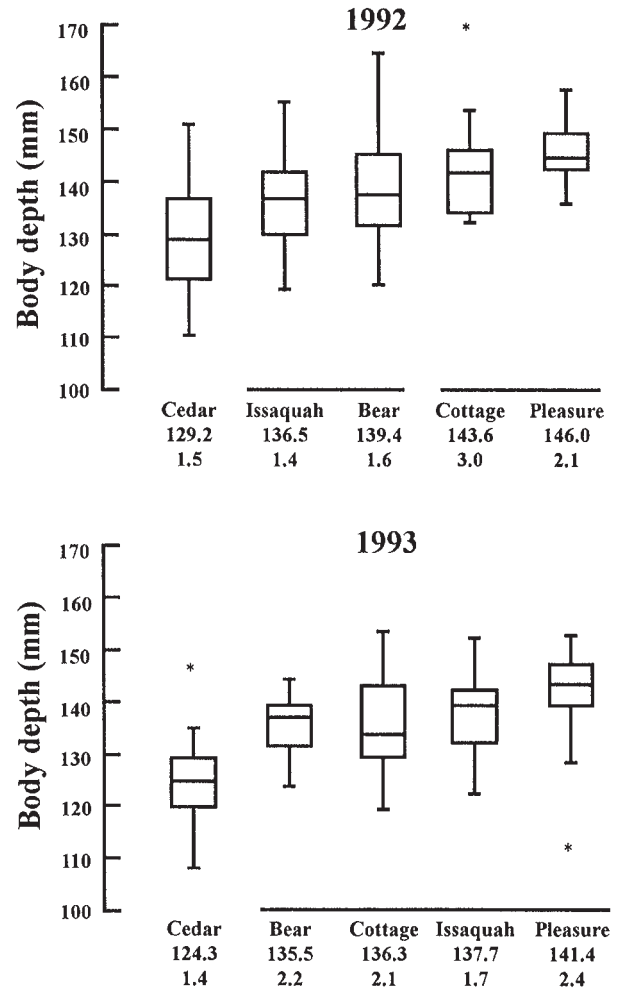 1992
Body depth (mm)
170
160
150
140
130
120
110
100
Cedar Issaquah Bear Cottage Pleasure
129.2 136.5 139.4 143.6 146.0
1.5 1.4 1.6 3.0 2.1
1993
Body depth (mm)
170
160
150
140
130
120
110
100
Cedar Bear Cottage Issaquah Pleasure
124.3 135.5 136.3 137.7 141.4
1.4 2.2 2.1 1.7 2.4